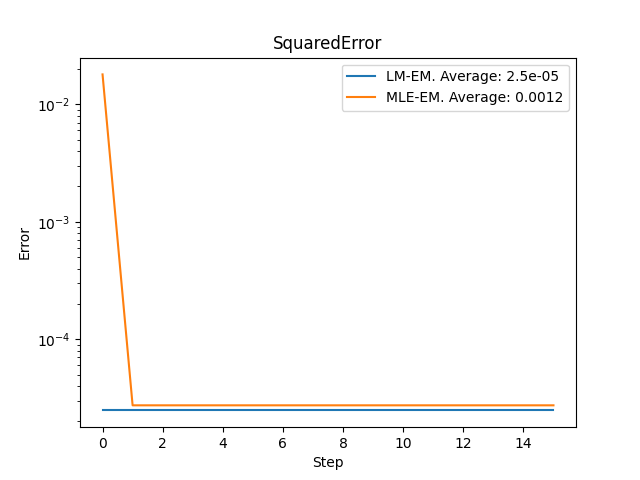 SquaredError
LM-EM. Average: 2.5e-05
MLE-EM. Average: 0.0012
10⁻²
10⁻³
10⁻⁴
Error
0 2 4 6 8 10 12 14
Step